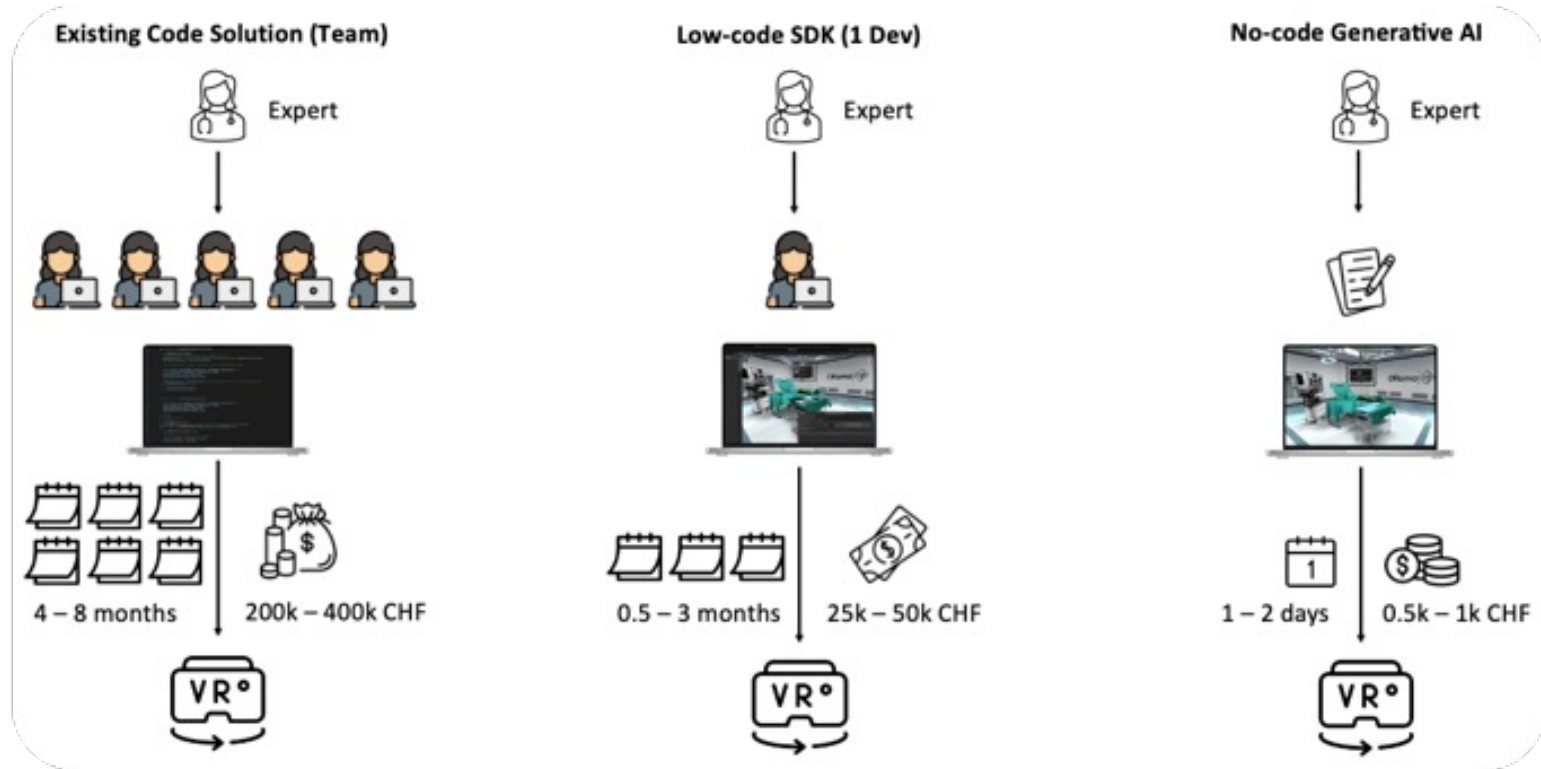 Existing Code Solution (Team)
Expert
4 – 8 months
200k – 400k CHF
VR
Low-code SDK (1 Dev)
Expert
0.5 – 3 months
25k – 50k CHF
VR
No-code Generative AI
Expert
1
1 – 2 days
0.5k – 1k CHF
VR